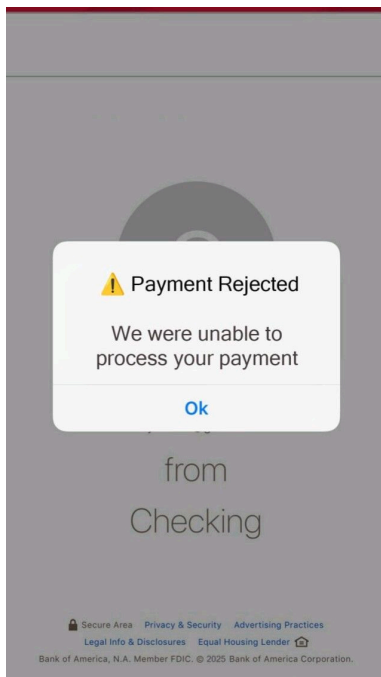 ⚠️ Payment Rejected
We were unable to
process your payment
Ok
from
Checking
Secure Area Privacy & Security Advertising Practices
Legal Info & Disclosures Equal Housing Lender
Bank of America, N.A. Member FDIC. © 2025 Bank of America Corporation.